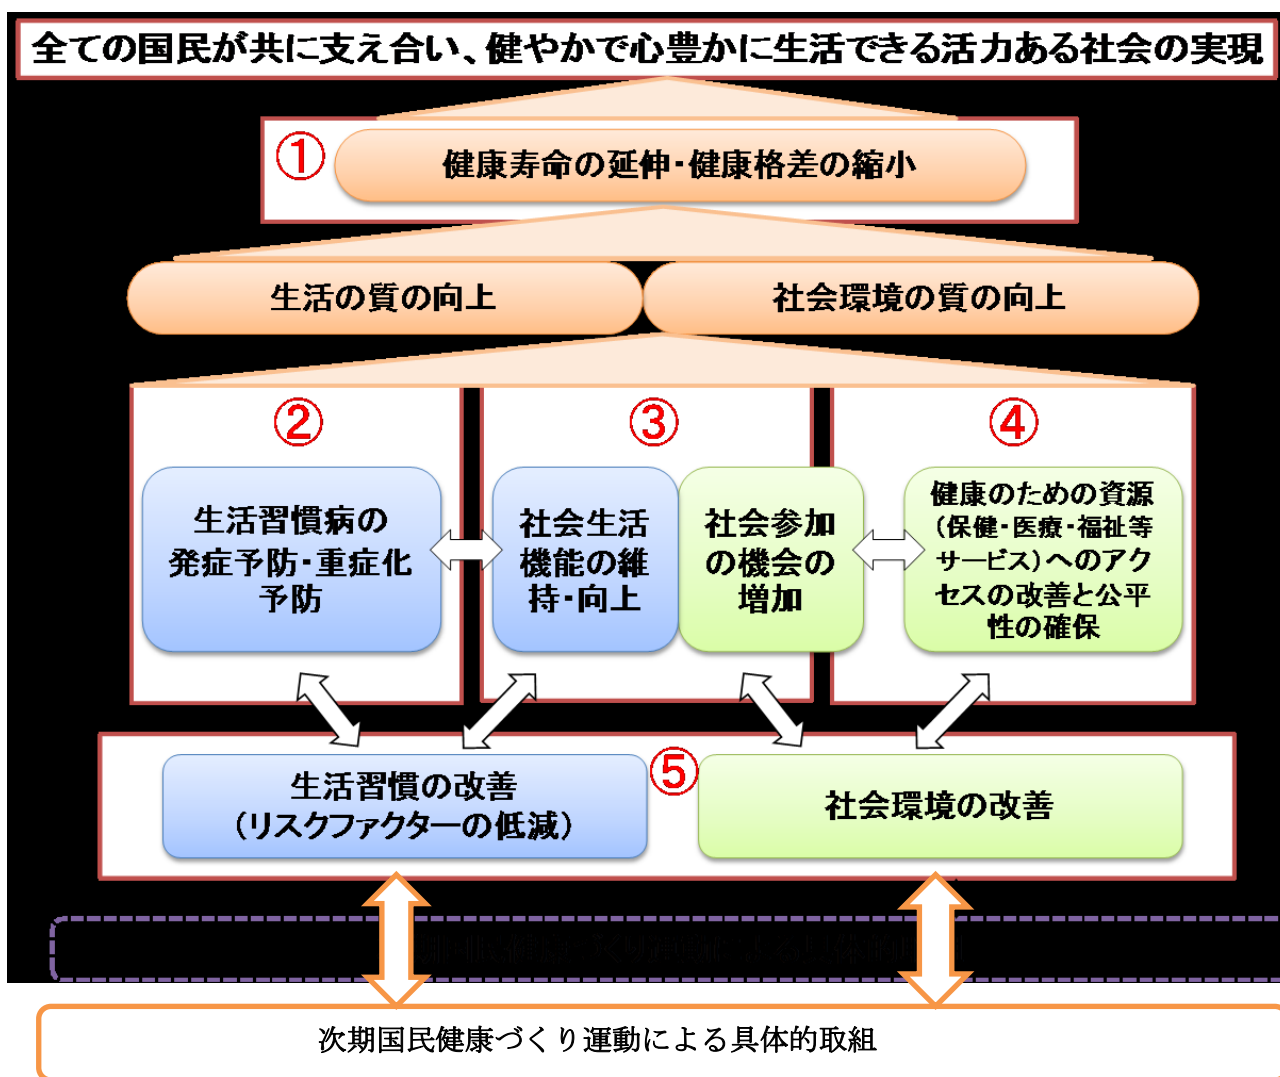 全ての国民が共に支え合い、健やかで心豊かに生活できる活力ある社会の実現
①
健康寿命の延伸・健康格差の縮小
生活の質の向上
社会環境の質の向上
②
③
④
生活習慣病の
発症予防・重症化
予防
社会生活
機能の維
持・向上
社会参加
の機会の
増加
健康のための資源
（保健・医療・福祉等
サービス）へのアク
セスの改善と公平
性の確保
⑤
生活習慣の改善
（リスクファクターの低減）
社会環境の改善
次期国民健康づくり運動による具体的取組